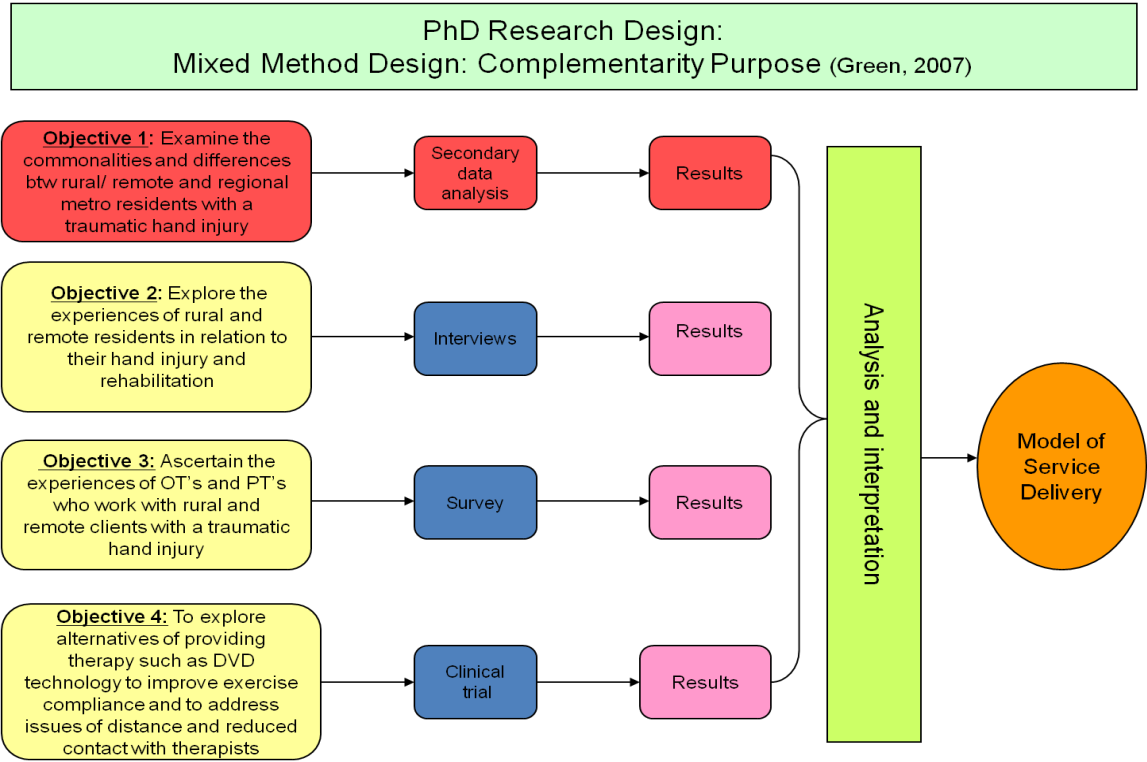 PhD Research Design:
Mixed Method Design: Complementarity Purpose (Green, 2007)
Objective 1: Examine the
commonalities and differences
btw rural/ remote and regional
metro residents with a
traumatic hand injury
Secondary
data
analysis
Results
Objective 2: Explore the
experiences of rural and
remote residents in relation to
their hand injury and
rehabilitation
Interviews
Results
Objective 3: Ascertain the
experiences of OT's and PT's
who work with rural and
remote clients with a traumatic
hand injury
Survey
Results
Objective 4: To explore
alternatives of providing
therapy such as DVD
technology to improve exercise
compliance and to address
issues of distance and reduced
contact with therapists
Clinical
trial
Results
Analysis and interpretation
Model of
Service
Delivery